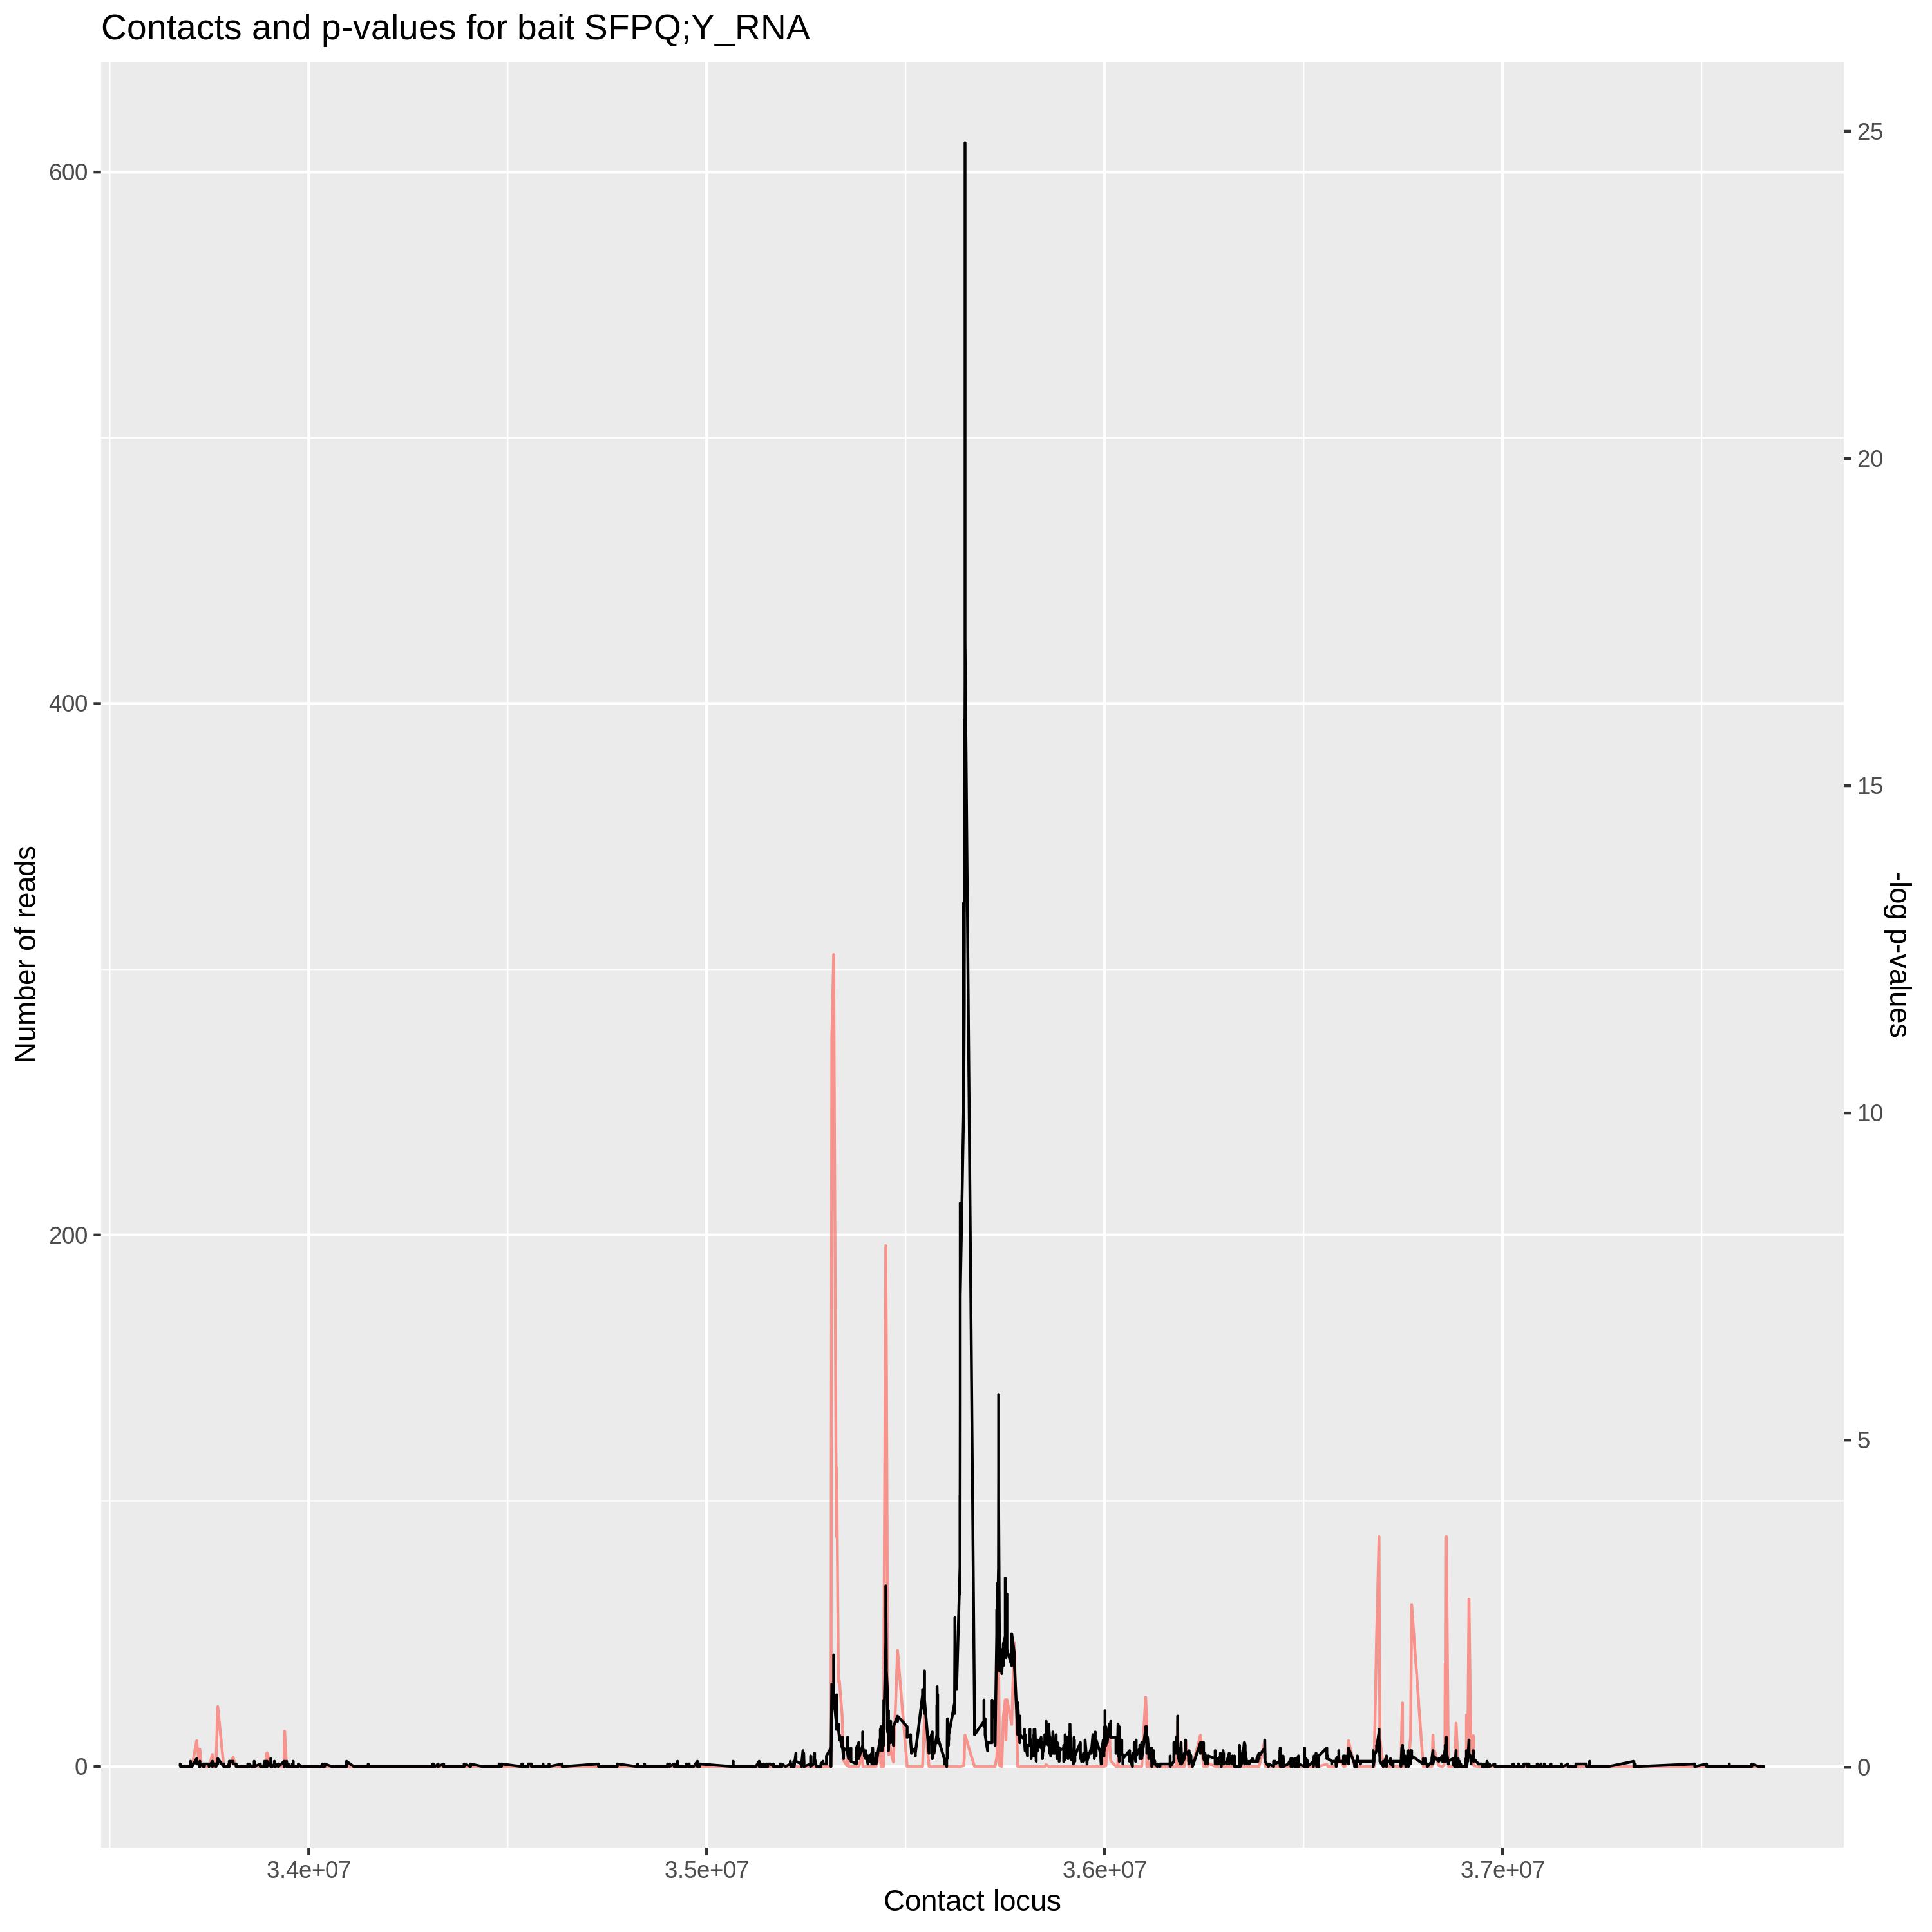 Contacts and p-values for bait SFPQ;Y_RNA
600
400
200
0
Number of reads
25
20
15
10
5
0
-log p-values
3.4e+07
3.5e+07
3.6e+07
3.7e+07
Contact locus